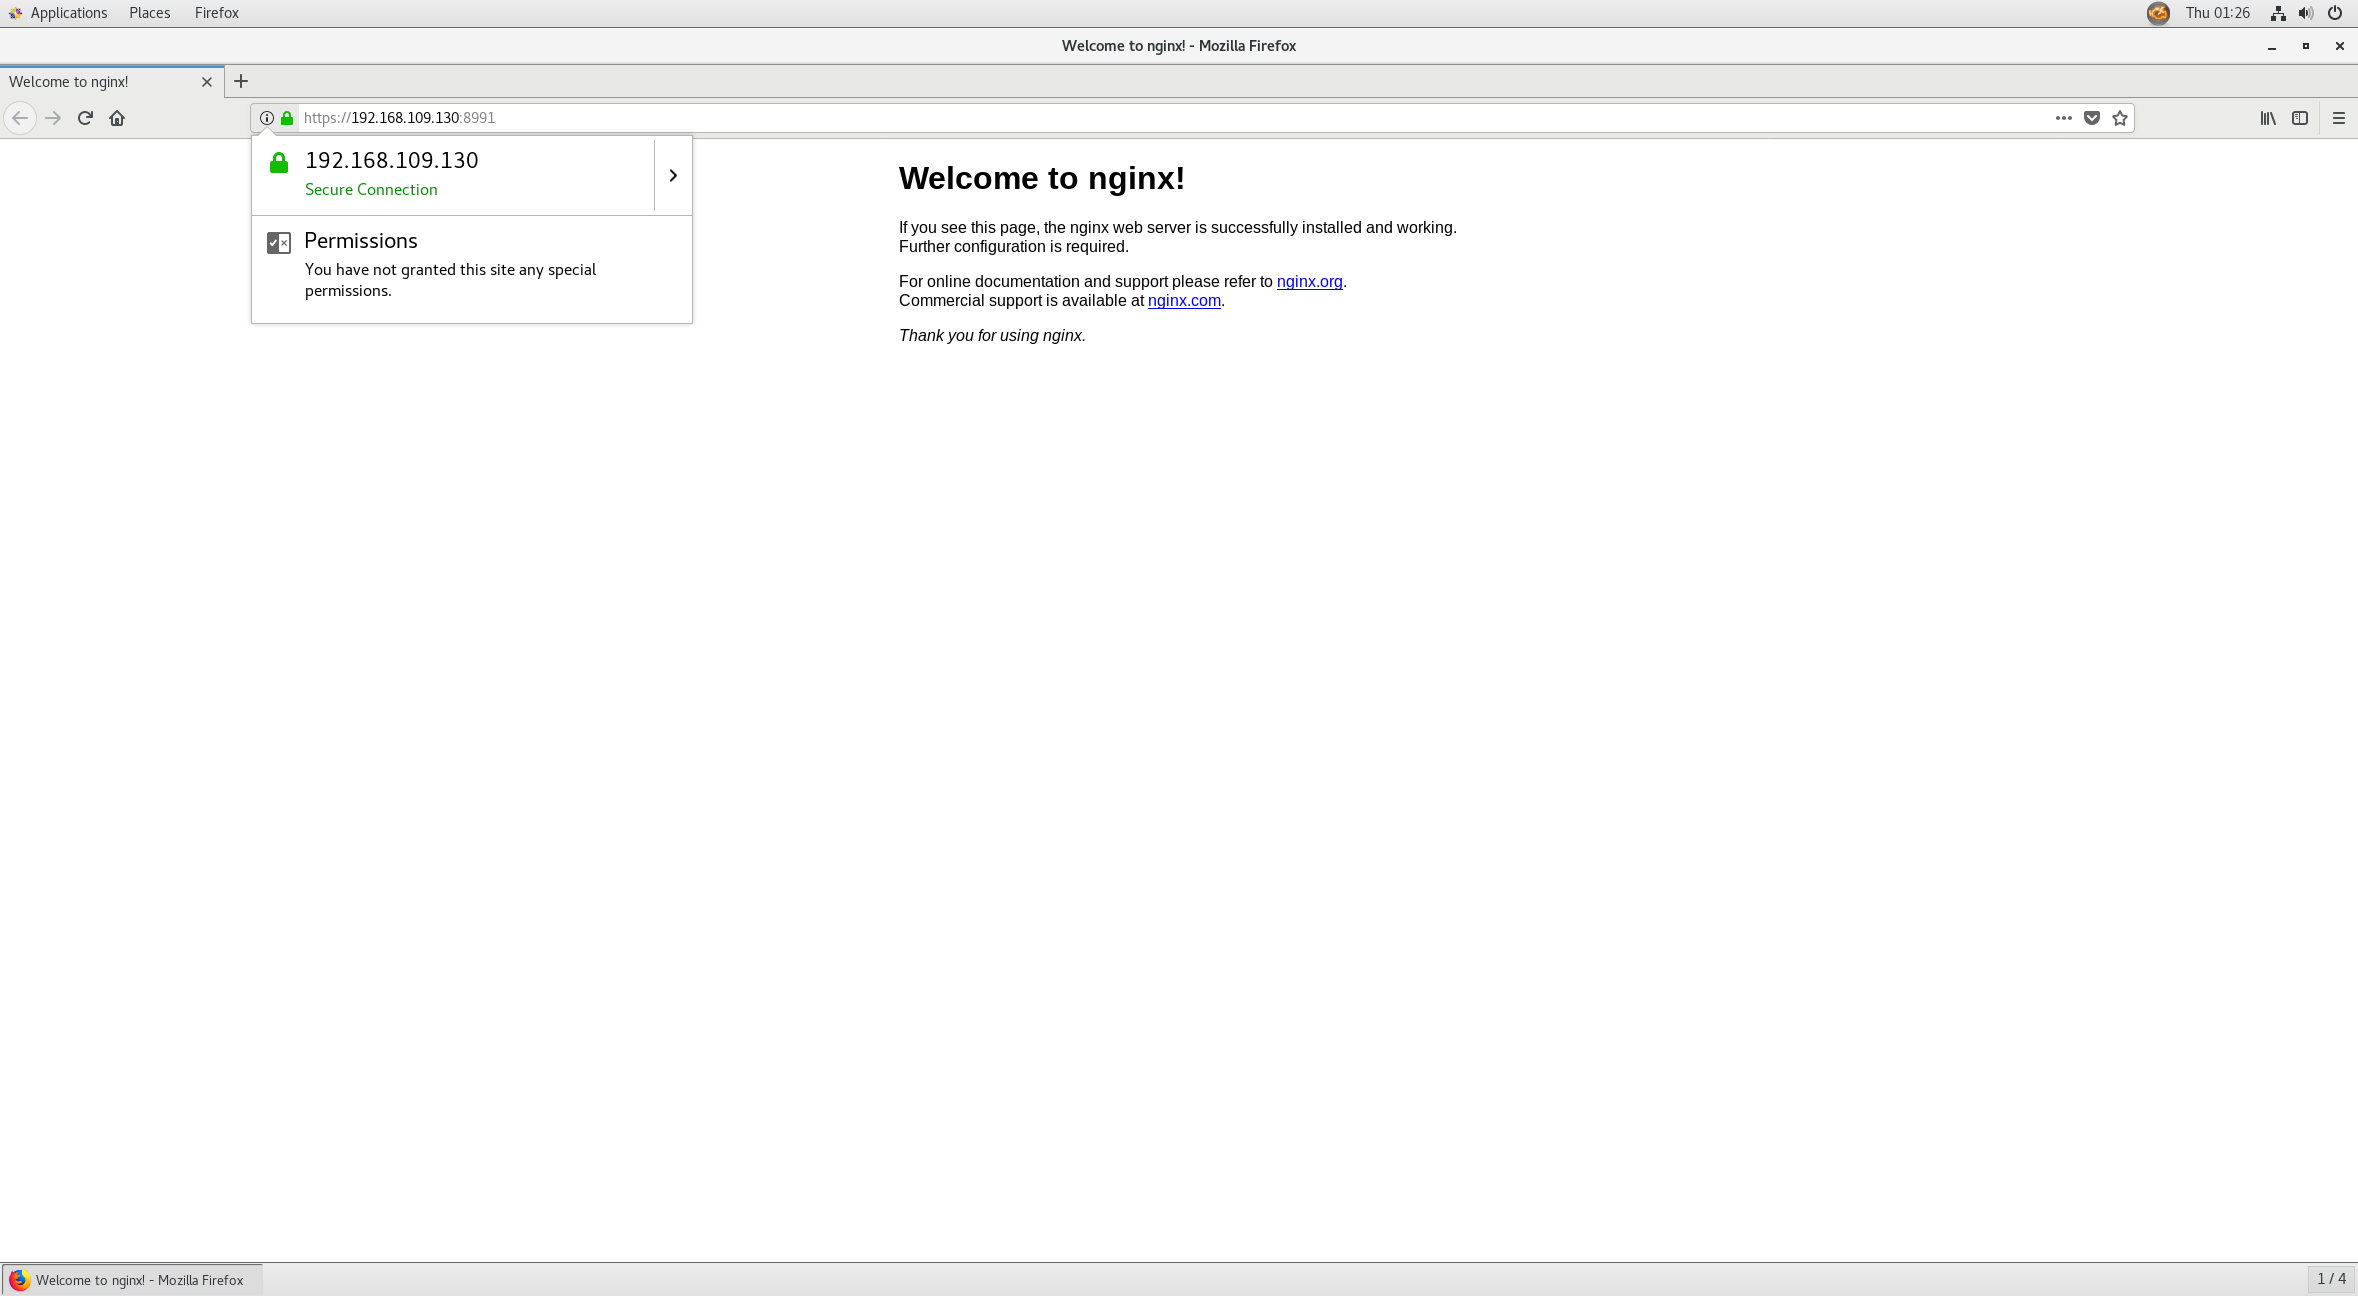 Applications Places Firefox Thu 01:26
Welcome to nginx! - Mozilla Firefox
Welcome to nginx!
https://192.168.109.130:8991
192.168.109.130
Secure Connection
Permissions
You have not granted this site any special
permissions.
Welcome to nginx!
If you see this page, the nginx web server is successfully installed and working.
Further configuration is required.
For online documentation and support please refer to nginx.org.
Commercial support is available at nginx.com.
Thank you for using nginx.
Welcome to nginx! - Mozilla Firefox
1 / 4